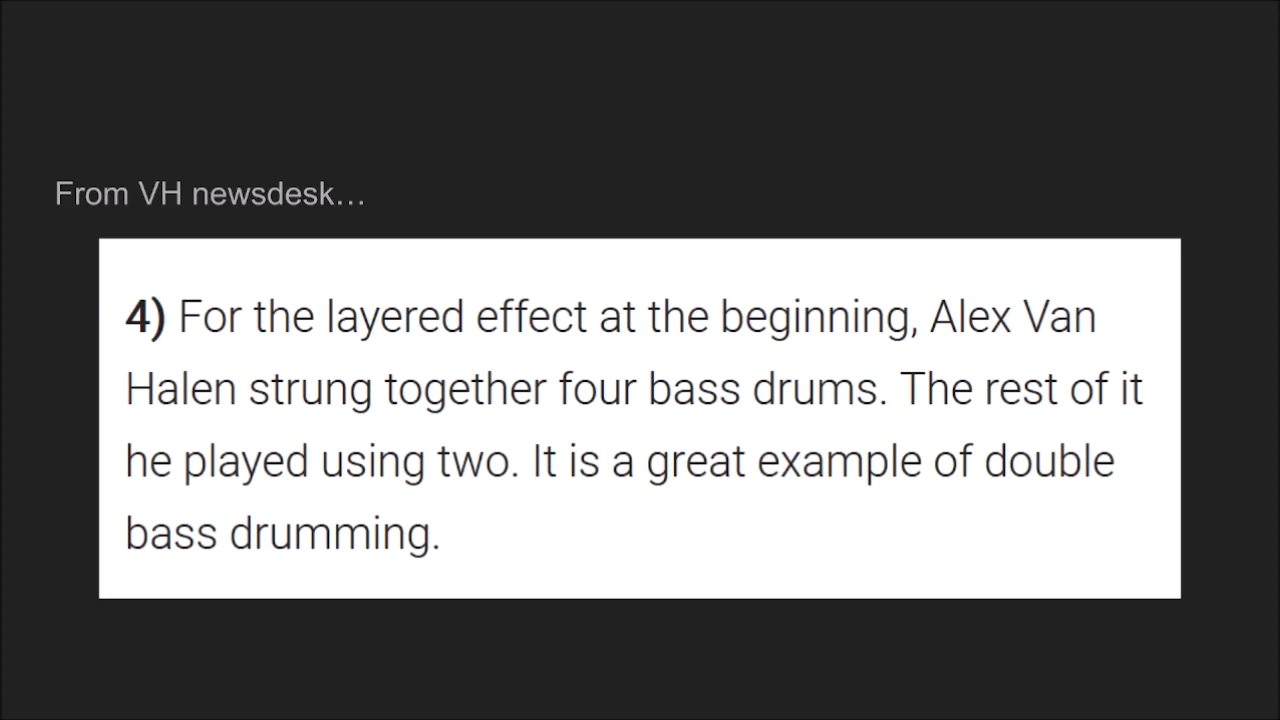 From VH newsdesk…
4) For the layered effect at the beginning, Alex Van
Halen strung together four bass drums. The rest of it
he played using two. It is a great example of double
bass drumming.